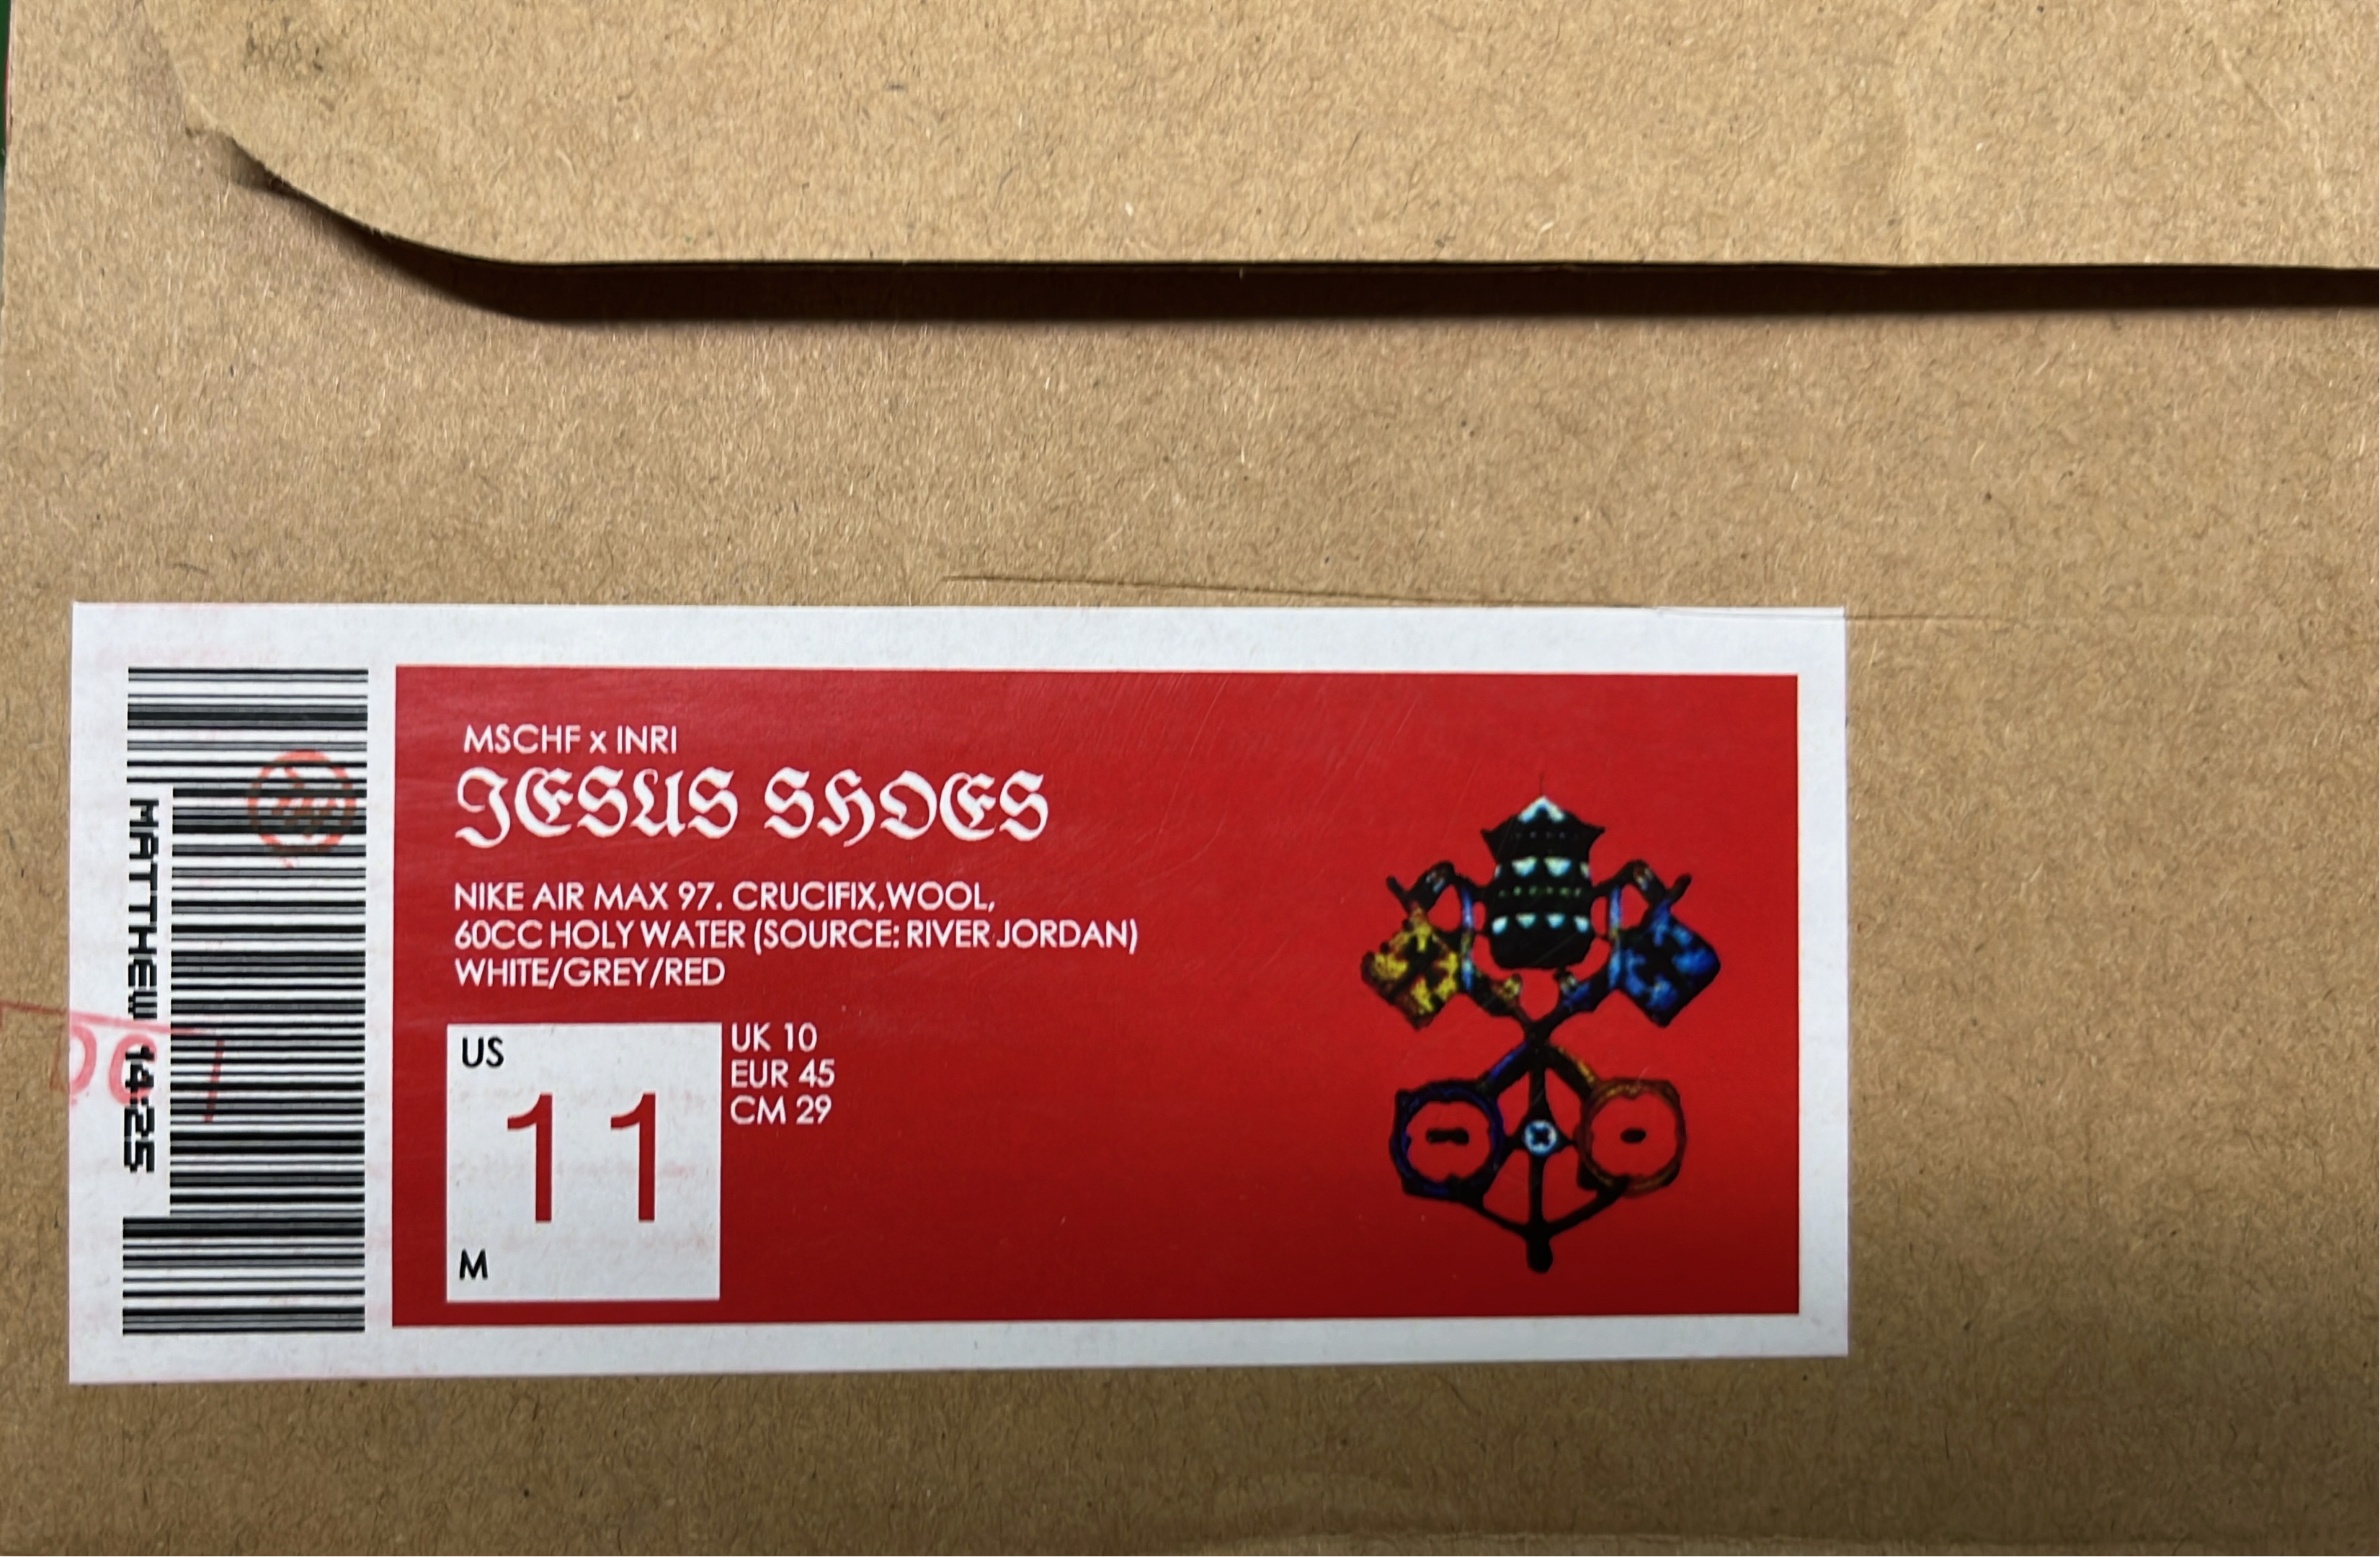 MATTHEW 14:25
MSCHF x INRI
JESUS SHOES
NIKE AIR MAX 97. CRUCIFIX,WOOL,
60CC HOLY WATER (SOURCE: RIVER JORDAN)
WHITE/GREY/RED
US
11
M
UK 10
EUR 45
CM 29